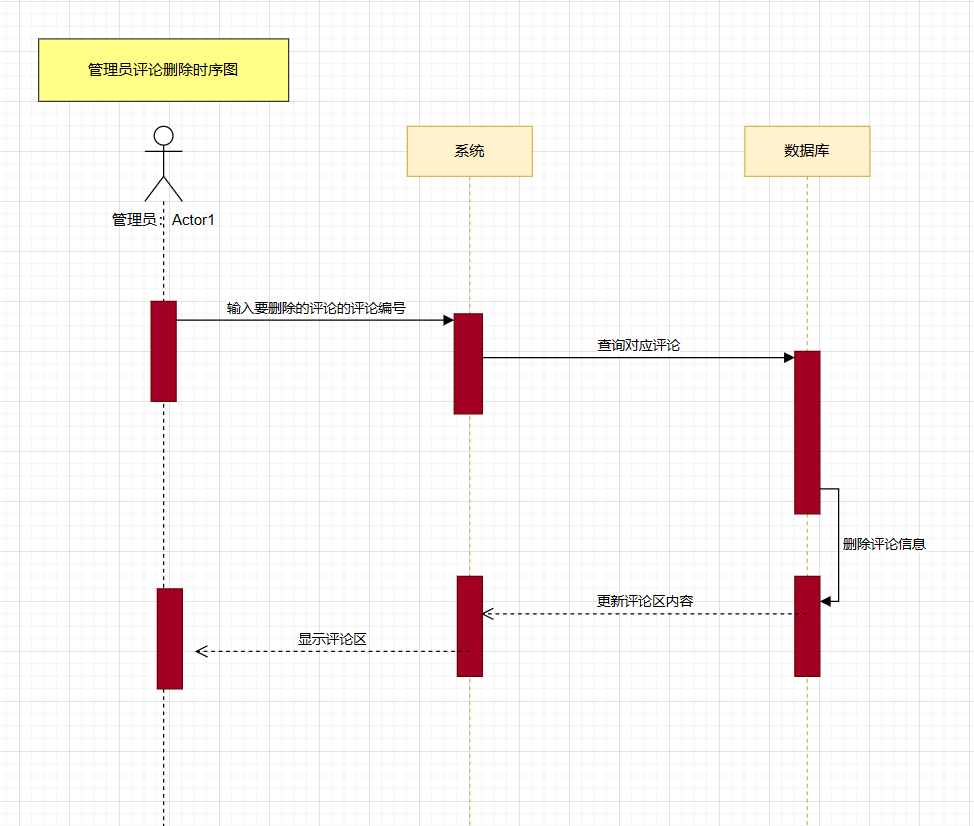 管理员评论删除时序图
系统
数据库
管理员：Actor1
输入要删除的评论的评论编号
查询对应评论
删除评论信息
更新评论区内容
显示评论区